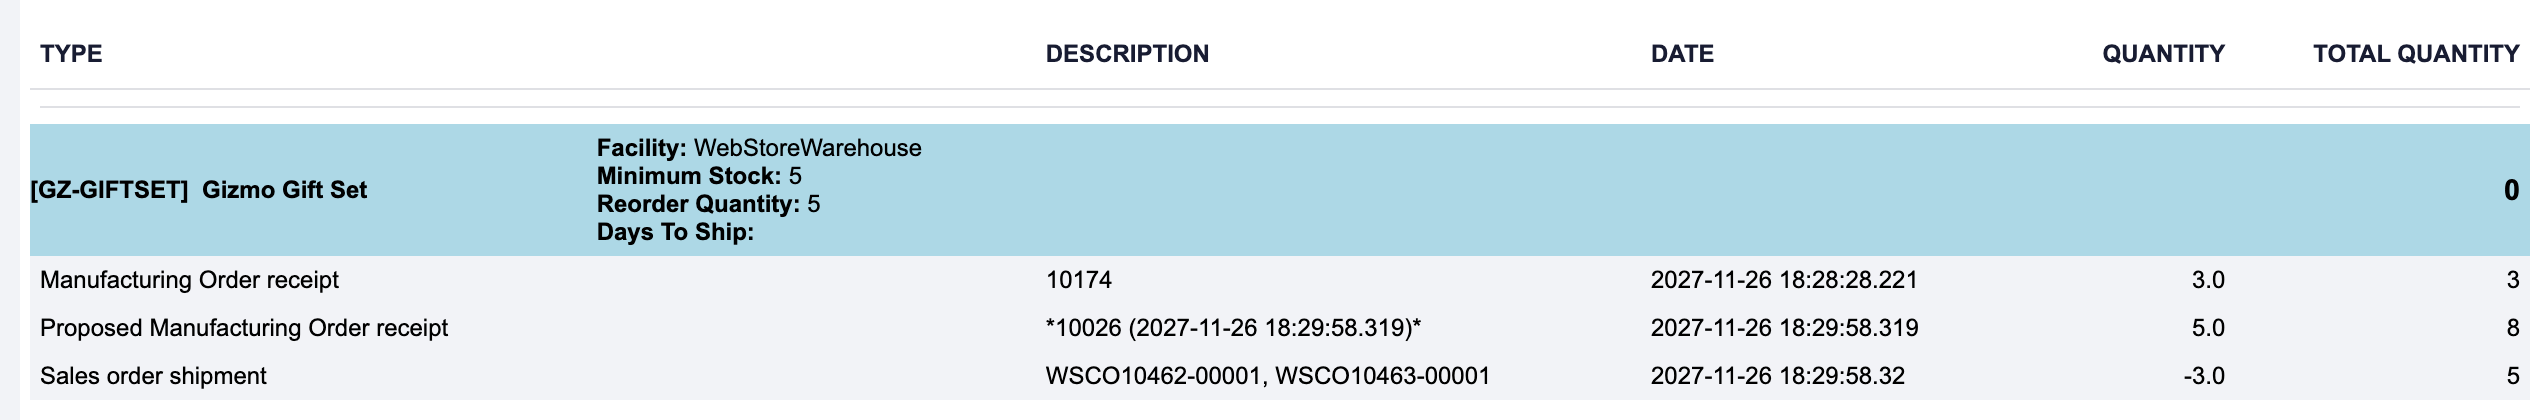 TYPE DESCRIPTION DATE QUANTITY TOTAL QUANTITY
[GZ-GIFTSET] Gizmo Gift Set
Facility: WebStoreWarehouse
Minimum Stock: 5
Reorder Quantity: 5
Days To Ship:
0
Manufacturing Order receipt 10174 2027-11-26 18:28:28.221 3.0 3
Proposed Manufacturing Order receipt *10026 (2027-11-26 18:29:58.319)* 2027-11-26 18:29:58.319 5.0 8
Sales order shipment WSCO10462-00001, WSCO10463-00001 2027-11-26 18:29:58.32 -3.0 5